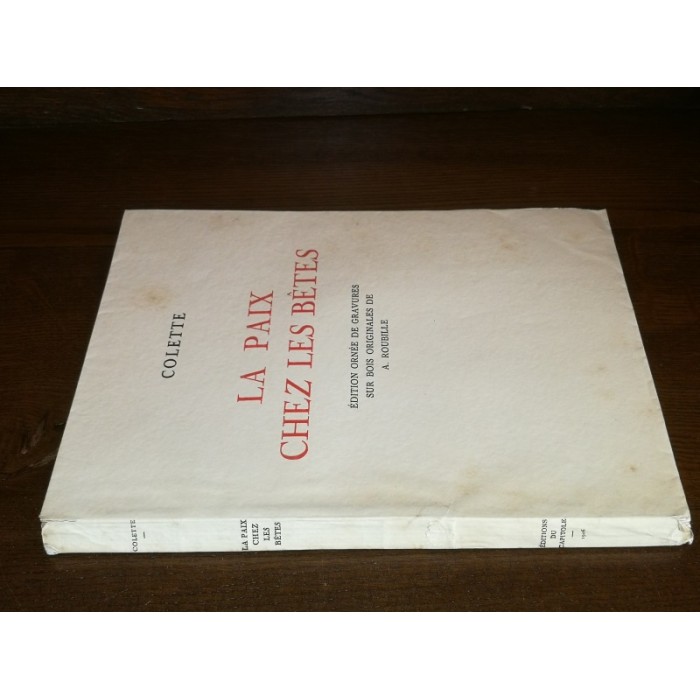 COLETTE
LA PAIX
CHEZ LES BÊTES
ÉDITION ORNÉE DE GRAVURES
SUR BOIS ORIGINALES DE
A. ROUBILLE
COLETTE
—
LA PAIX
CHEZ
LES
BÊTES
ÉDITIONS
DU
CAPITOLE
—